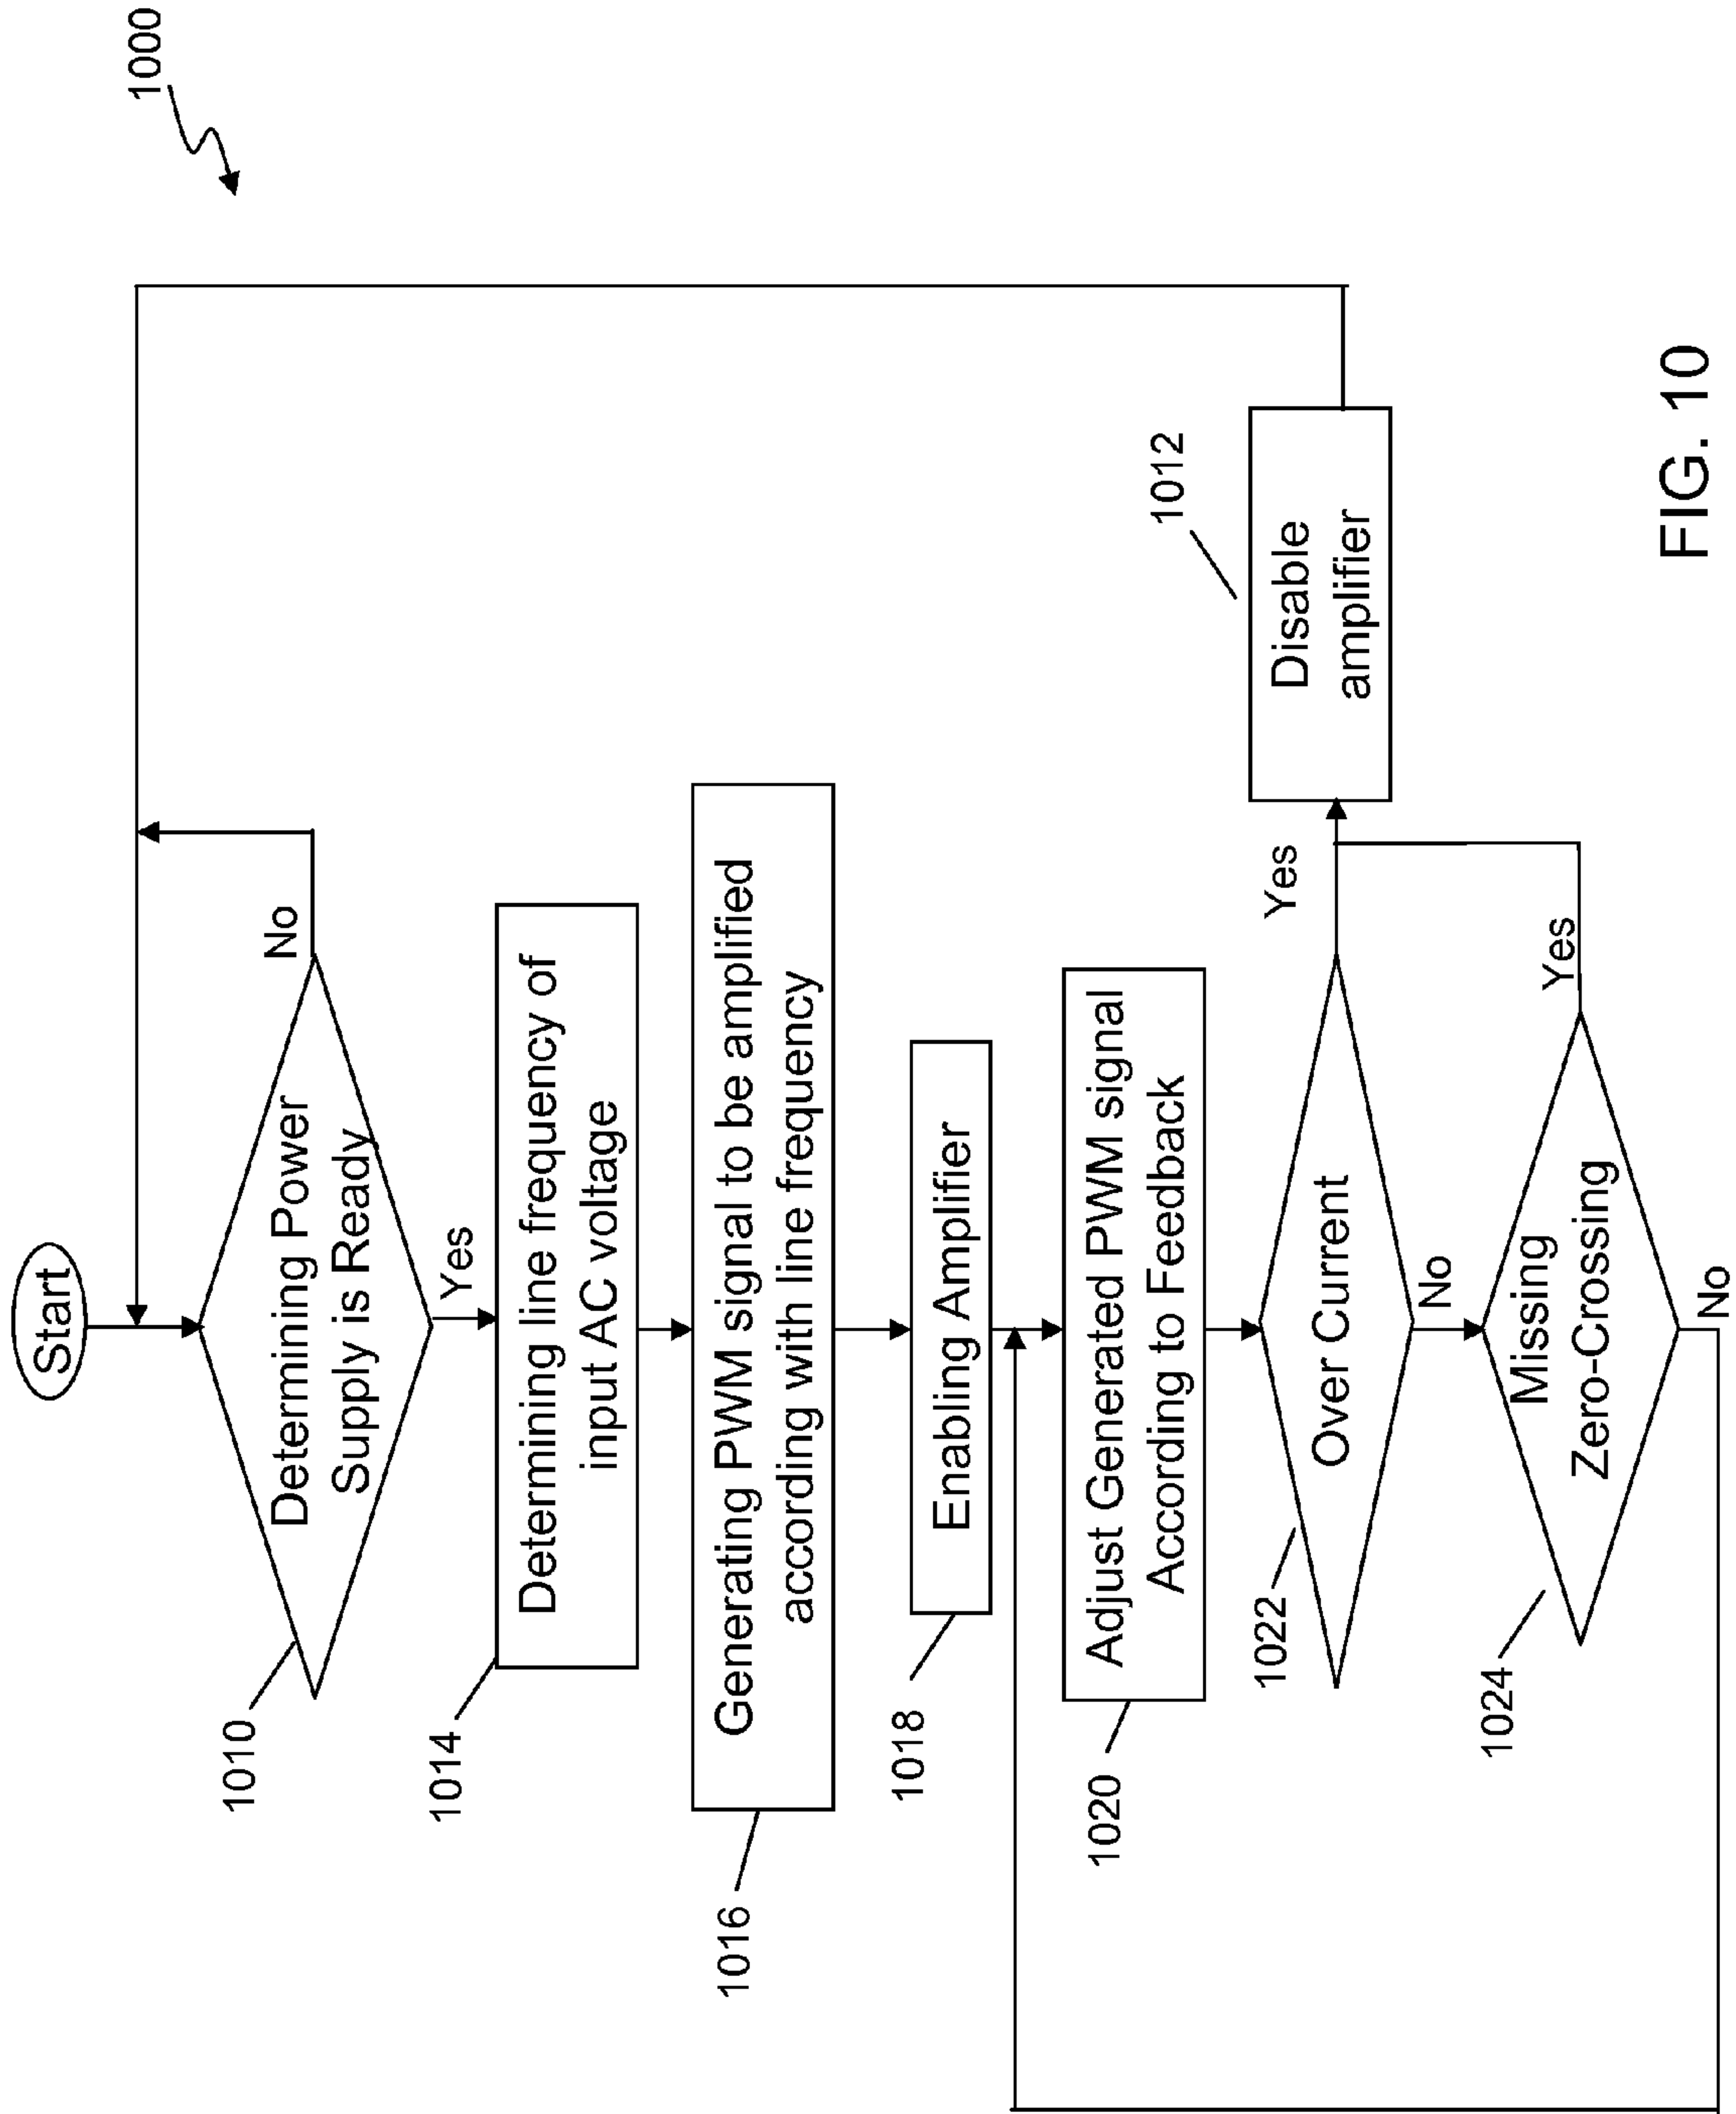 1000
Start
1010
Determining Power
Supply is Ready
No
Yes
1014
Determining line frequency of
input AC voltage
1016
Generating PWM signal to be amplified
according with line frequency
1018
Enabling Amplifier
1020
Adjust Generated PWM signal
According to Feedback
1022
Over Current
Yes
No
1012
Disable
amplifier
1024
Missing
Zero-Crossing
Yes
No
FIG. 10